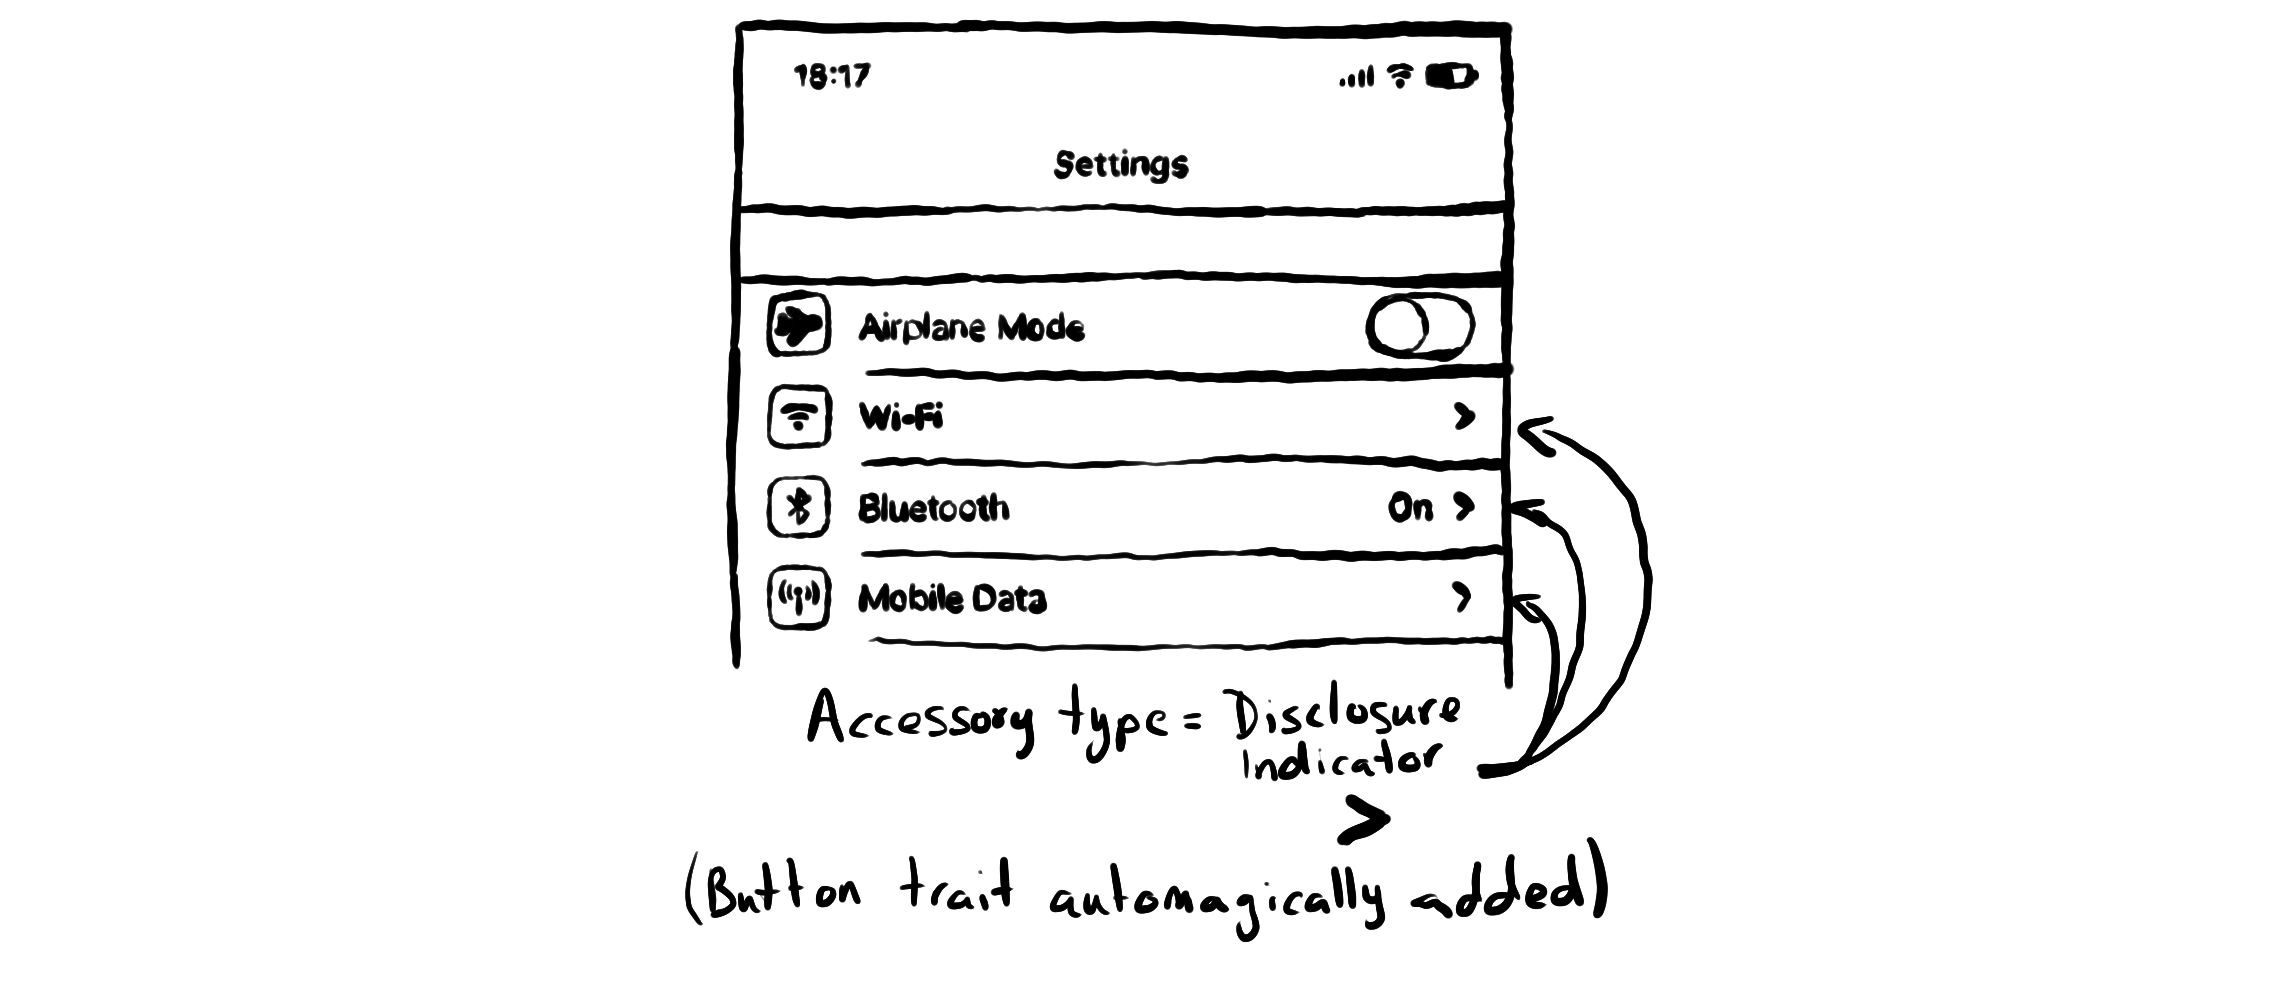 18:17
Settings
Airplane Mode
Wi-Fi
Bluetooth On >
Mobile Data
Accessory type = Disclosure
Indicator
>
(Button trait automagically added)